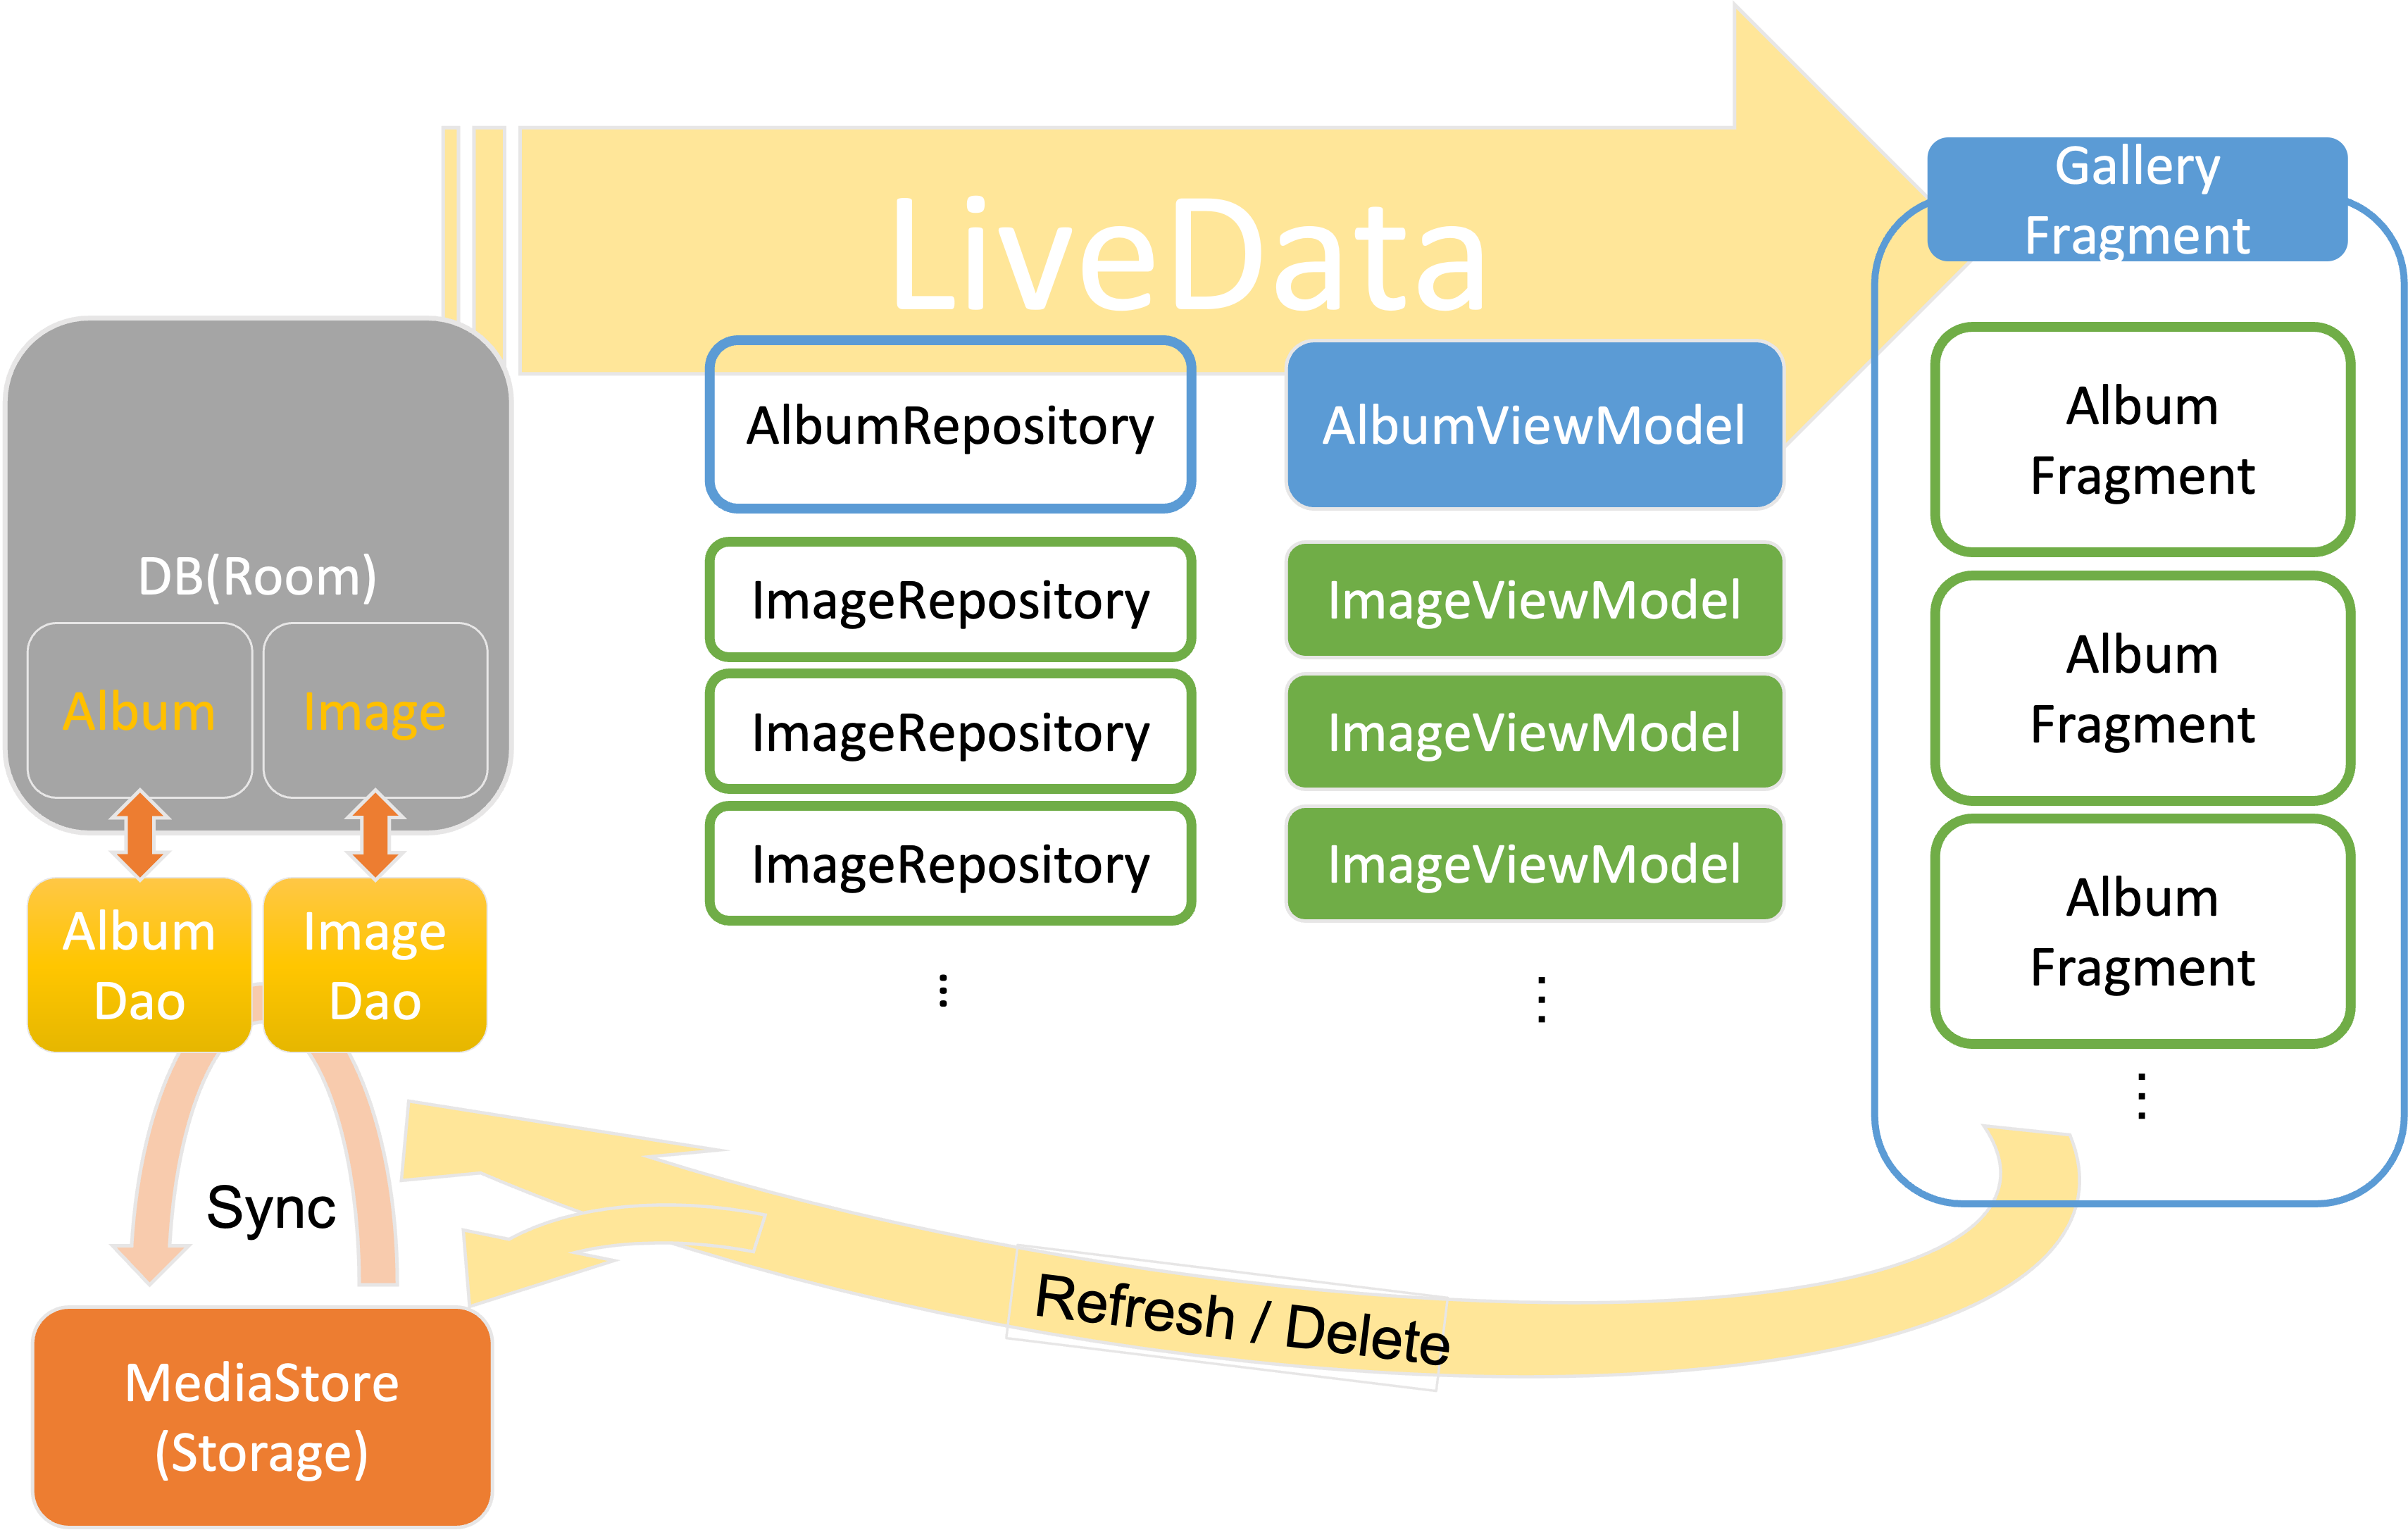 LiveData
Gallery
Fragment
DB(Room)
Album
Image
Album
Dao
Image
Dao
Sync
MediaStore
(Storage)
AlbumRepository
ImageRepository
ImageRepository
ImageRepository
⋮
AlbumViewModel
ImageViewModel
ImageViewModel
ImageViewModel
⋮
Album
Fragment
Album
Fragment
Album
Fragment
⋮
Refresh / Delete